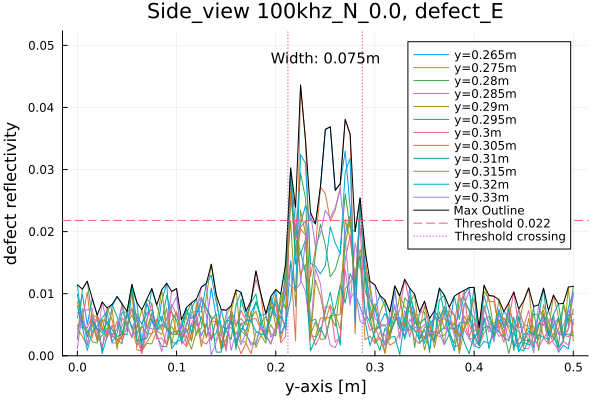 Side_view 100khz_N_0.0, defect_E
Width: 0.075m
defect reflectivity
0.05
0.04
0.03
0.02
0.01
0.00
0.0 0.1 0.2 0.3 0.4 0.5
y-axis [m]
y=0.265m
y=0.275m
y=0.28m
y=0.285m
y=0.29m
y=0.295m
y=0.3m
y=0.305m
y=0.31m
y=0.315m
y=0.32m
y=0.33m
Max Outline
Threshold 0.022
Threshold crossing